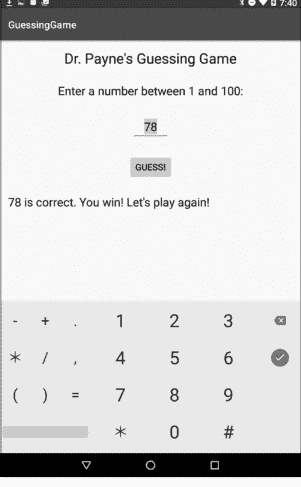 7:40
GuessingGame
Dr. Payne's Guessing Game
Enter a number between 1 and 100:
78
GUESS!
78 is correct. You win! Let's play again!
- + . 1 2 3
* / , 4 5 6
( ) = 7 8 9
* 0 #